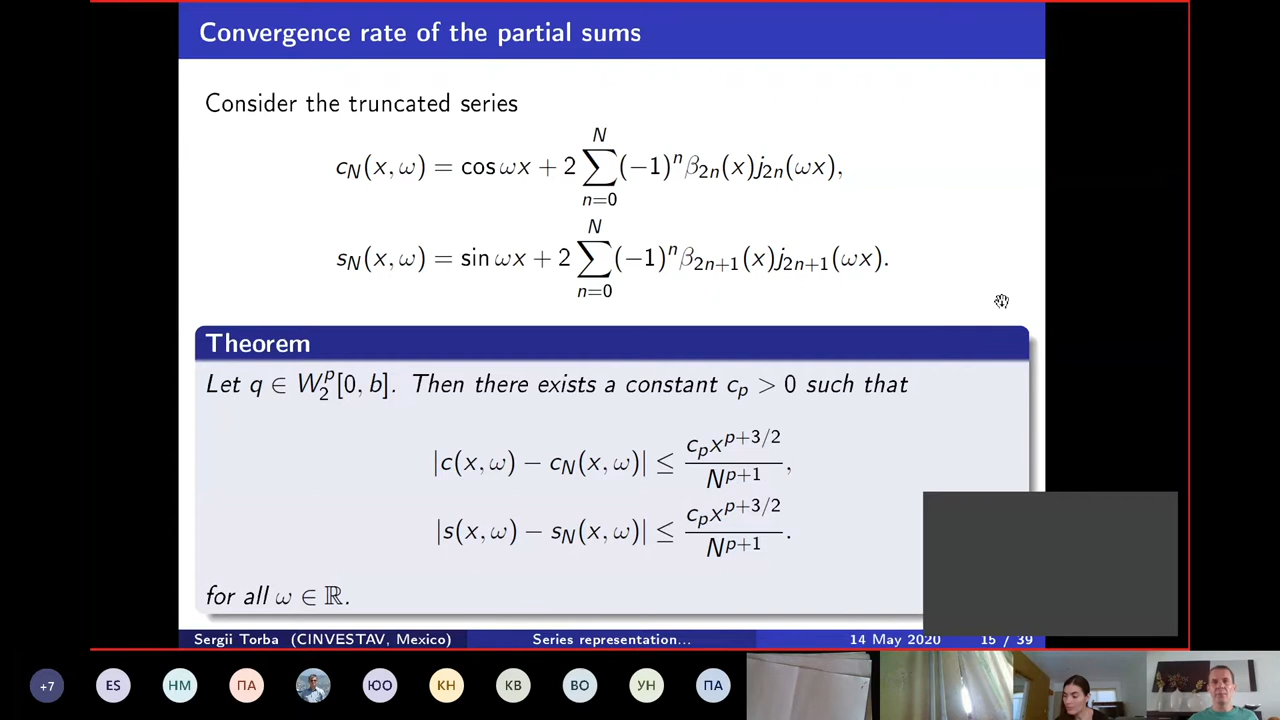 Convergence rate of the partial sums
Consider the truncated series
c_N(x, ω) = cos ωx + 2 ∑_{n=0}^{N} (−1)^n β_{2n}(x) j_{2n}(ωx),
s_N(x, ω) = sin ωx + 2 ∑_{n=0}^{N} (−1)^n β_{2n+1}(x) j_{2n+1}(ωx).
Theorem
Let q ∈ W_2^p[0, b]. Then there exists a constant c_p > 0 such that
|c(x, ω) − c_N(x, ω)| ≤ \frac{c_p x^{p+3/2}}{N^{p+1}},
|s(x, ω) − s_N(x, ω)| ≤ \frac{c_p x^{p+3/2}}{N^{p+1}}.
for all ω ∈ ℝ.
Sergii Torba (CINVESTAV, Mexico) Series representation... 14 May 2020 15 / 39
+7 ES НМ ПА ЮО КН КВ ВО УН ПА